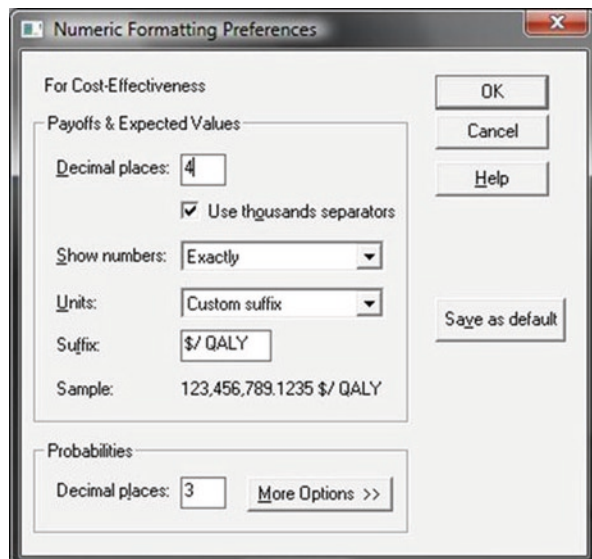 Numeric Formatting Preferences
For Cost-Effectiveness
OK
Payoffs & Expected Values
Cancel
Decimal places: 4
Help
Use thousands separators
Show numbers: Exactly
Units: Custom suffix
Save as default
Suffix: $/ QALY
Sample: 123,456,789.1235 $/ QALY
Probabilities
Decimal places: 3
More Options >>